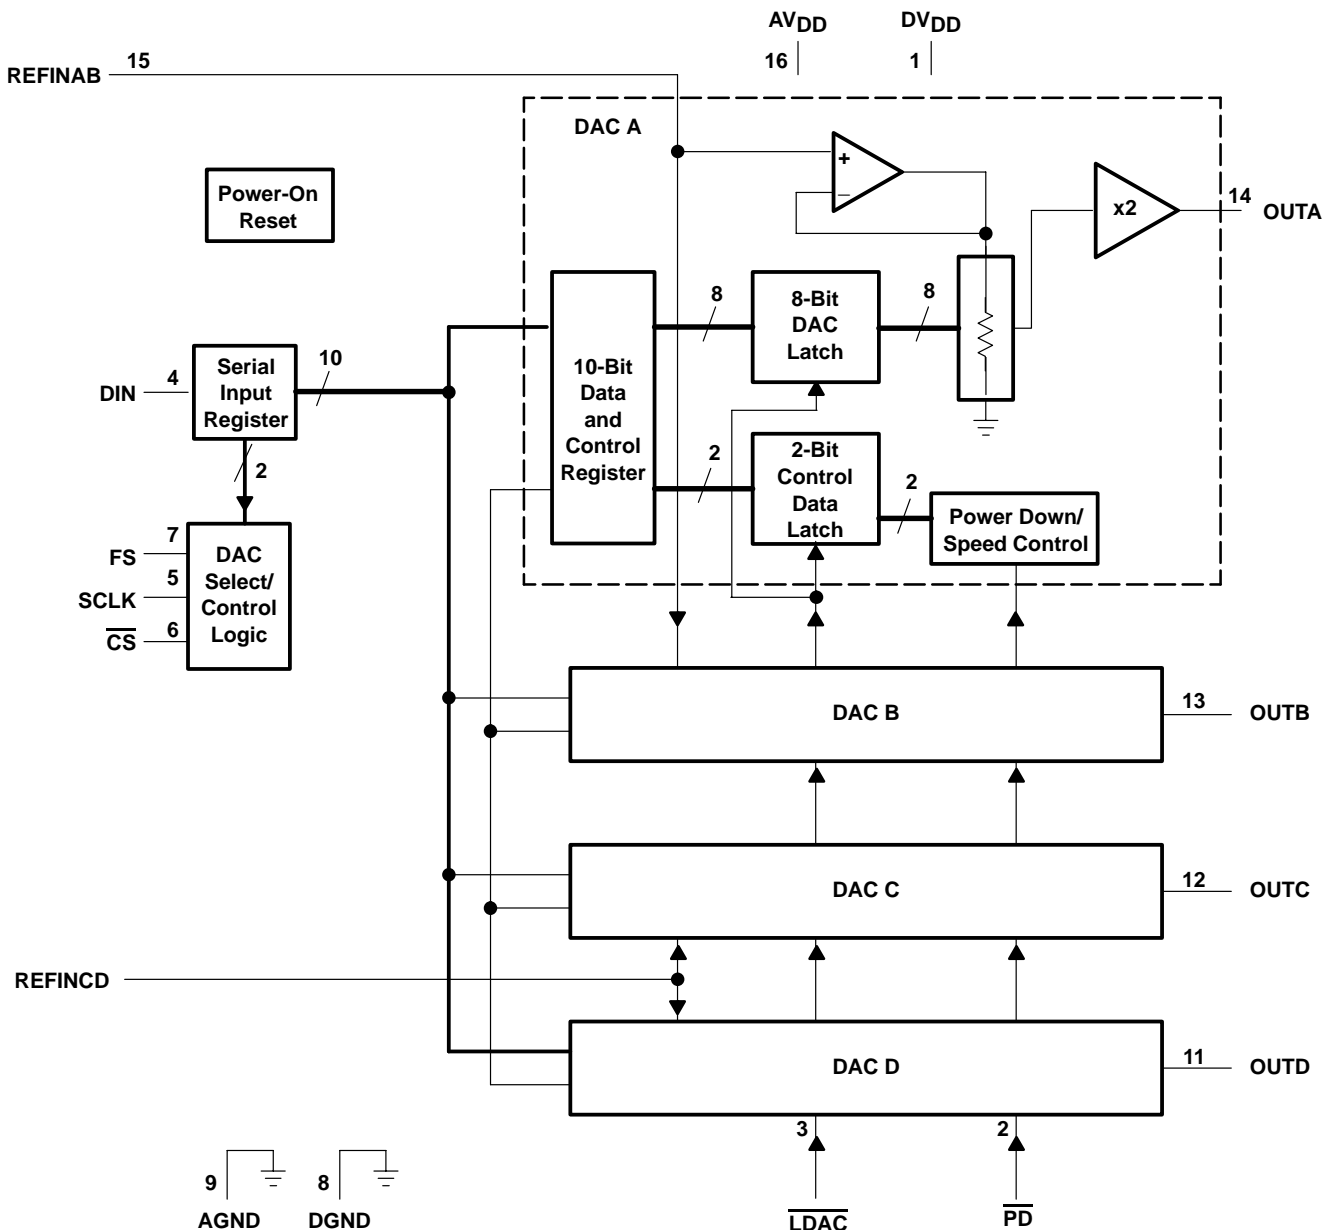 AVDD
DVDD
16
1
REFINAB
15
DAC A
+
−
x2
14
OUTA
Power-On
Reset
8
8-Bit
DAC
Latch
8
10-Bit
Data
and
Control
Register
DIN
4
Serial
Input
Register
10
2
2
2-Bit
Control
Data
Latch
2
Power Down/
Speed Control
7
FS
5
SCLK
6
C̅S̅
DAC
Select/
Control
Logic
DAC B
13
OUTB
DAC C
12
OUTC
REFINCD
DAC D
11
OUTD
3
2
9
AGND
8
DGND
L̅D̅A̅C̅
P̅D̅